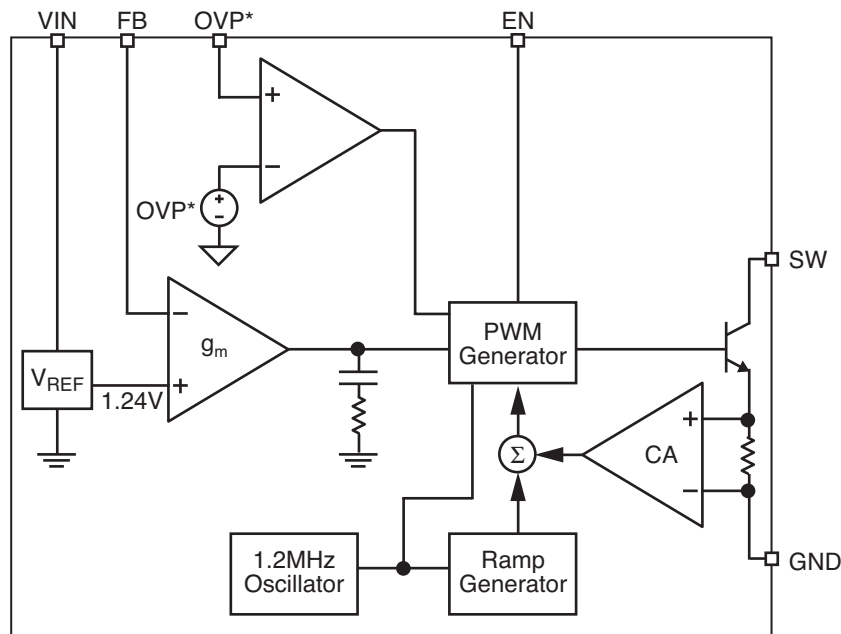 VIN FB OVP* EN
+
−
+
−
OVP*
SW
−
gm
+
VREF
1.24V
PWM
Generator
+
CA
−
Σ
1.2MHz
Oscillator
Ramp
Generator
GND